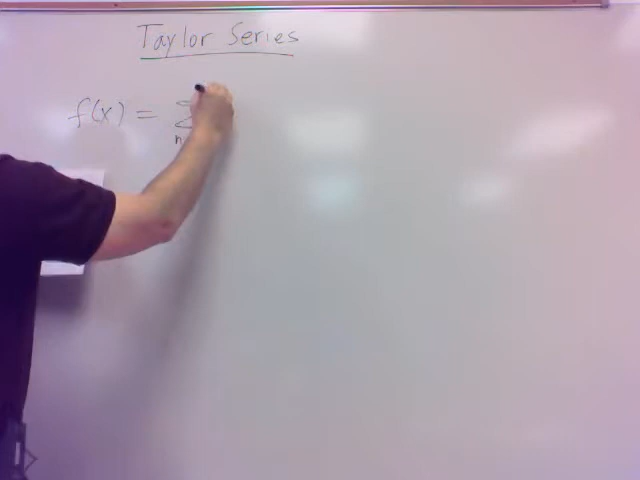 Taylor Series
f(x) = Σ
n